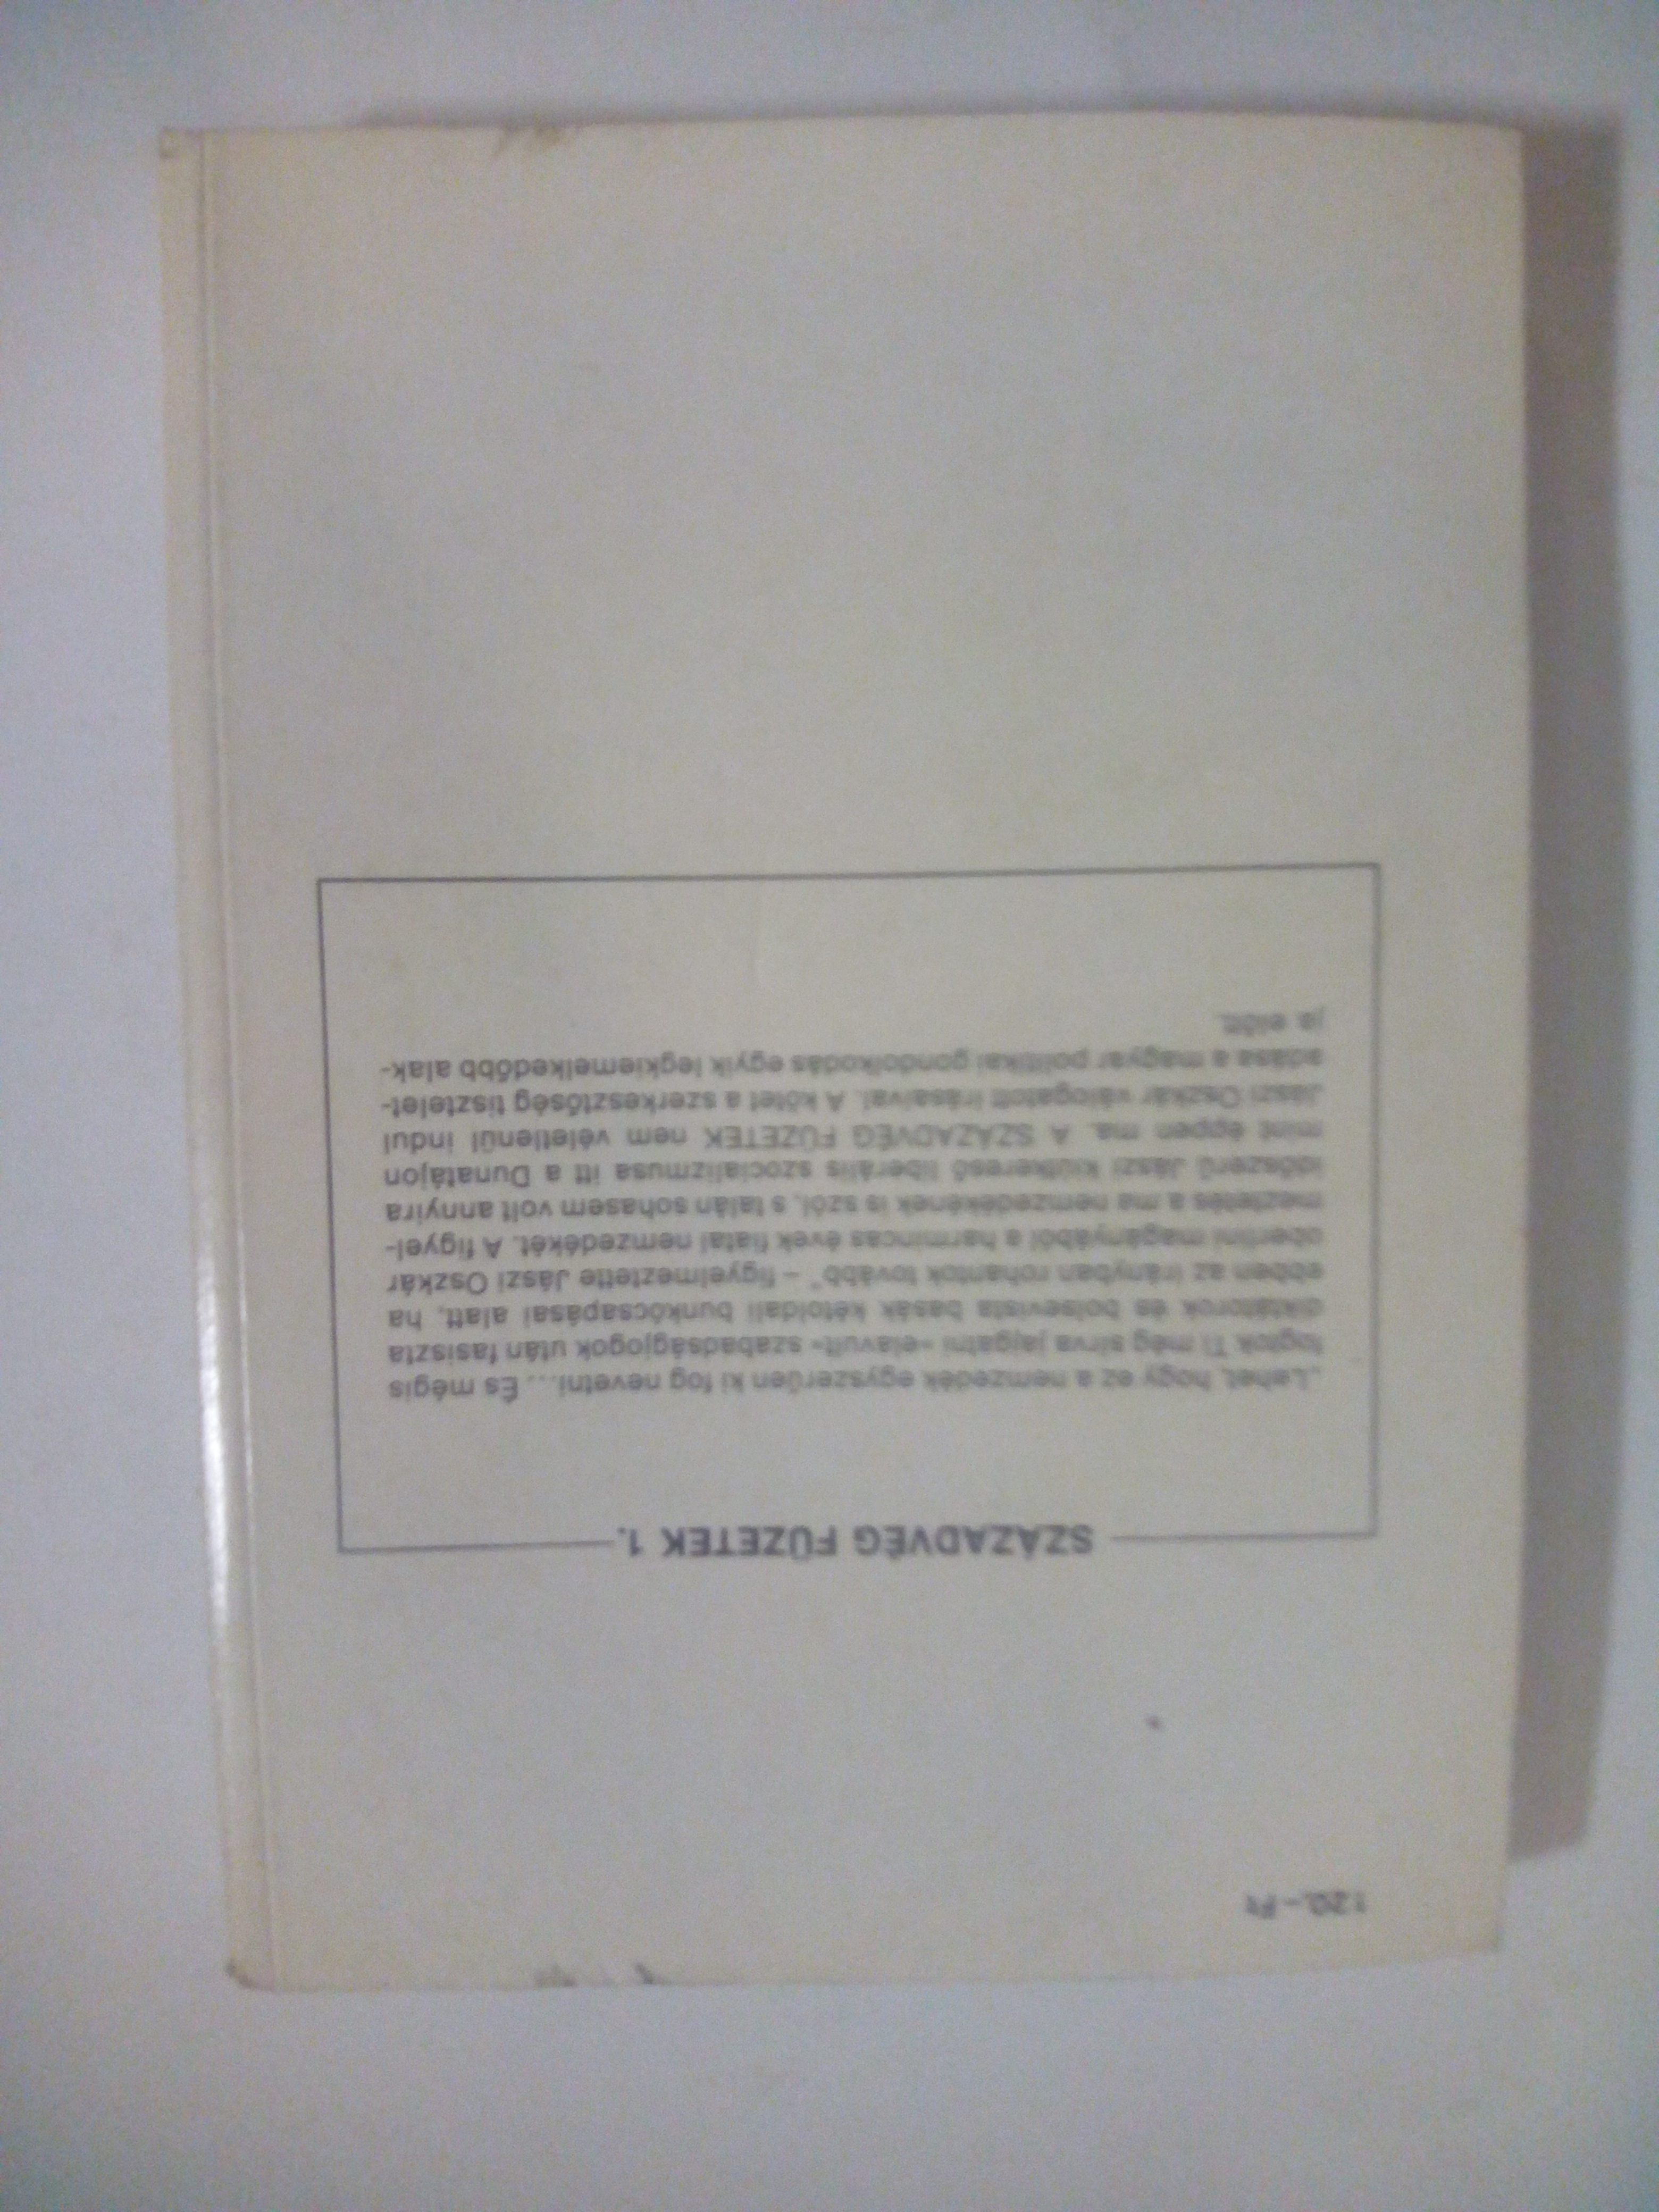 120.–Ft
SZÁZADVÉG FÜZETEK 1.
„Lehet, hogy ez a nemzedék egyszerűen ki fog nevetni... És mégis
fogtok Ti még sírva jajgatni »elavult« szabadságjogok után fasiszta
diktátorok és bolsevista basák kétoldali bunkócsapásai alatt, ha
ebben az irányban rohantok tovább” – figyelmeztette Jászi Oszkár
oberlini magányából a harmincas évek fiatal nemzedékét. A figyel-
meztetés a ma nemzedékének is szól, s talán sohasem volt annyira
időszerű Jászi kiútkereső liberális szocializmusa itt a Dunatájon
mint éppen ma. A SZÁZADVÉG FÜZETEK nem véletlenül indul
Jászi Oszkár válogatott írásaival. A kötet a szerkesztőség tisztelet-
adása a magyar politikai gondolkodás egyik legkiemelkedőbb alak-
ja előtt.